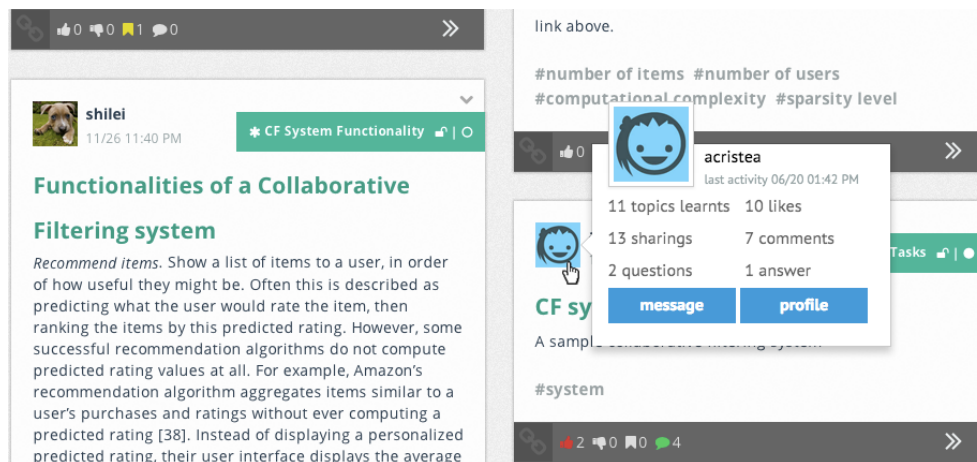 0 0 1 0
shilei
11/26 11:40 PM
CF System Functionality |
Functionalities of a Collaborative
Filtering system
Recommend items. Show a list of items to a user, in order
of how useful they might be. Often this is described as
predicting what the user would rate the item, then
ranking the items by this predicted rating. However, some
successful recommendation algorithms do not compute
predicted rating values at all. For example, Amazon's
recommendation algorithm aggregates items similar to a
user's purchases and ratings without ever computing a
predicted rating [38]. Instead of displaying a personalized
predicted rating, their user interface displays the average
link above.
#number of items #number of users
#computational complexity #sparsity level
0
acristea
last activity 06/20 01:42 PM
11 topics learnts 10 likes
13 sharings 7 comments
2 questions 1 answer
message profile
Tasks |
CF sy
A sample collaborative filtering system
#system
2 0 0 4